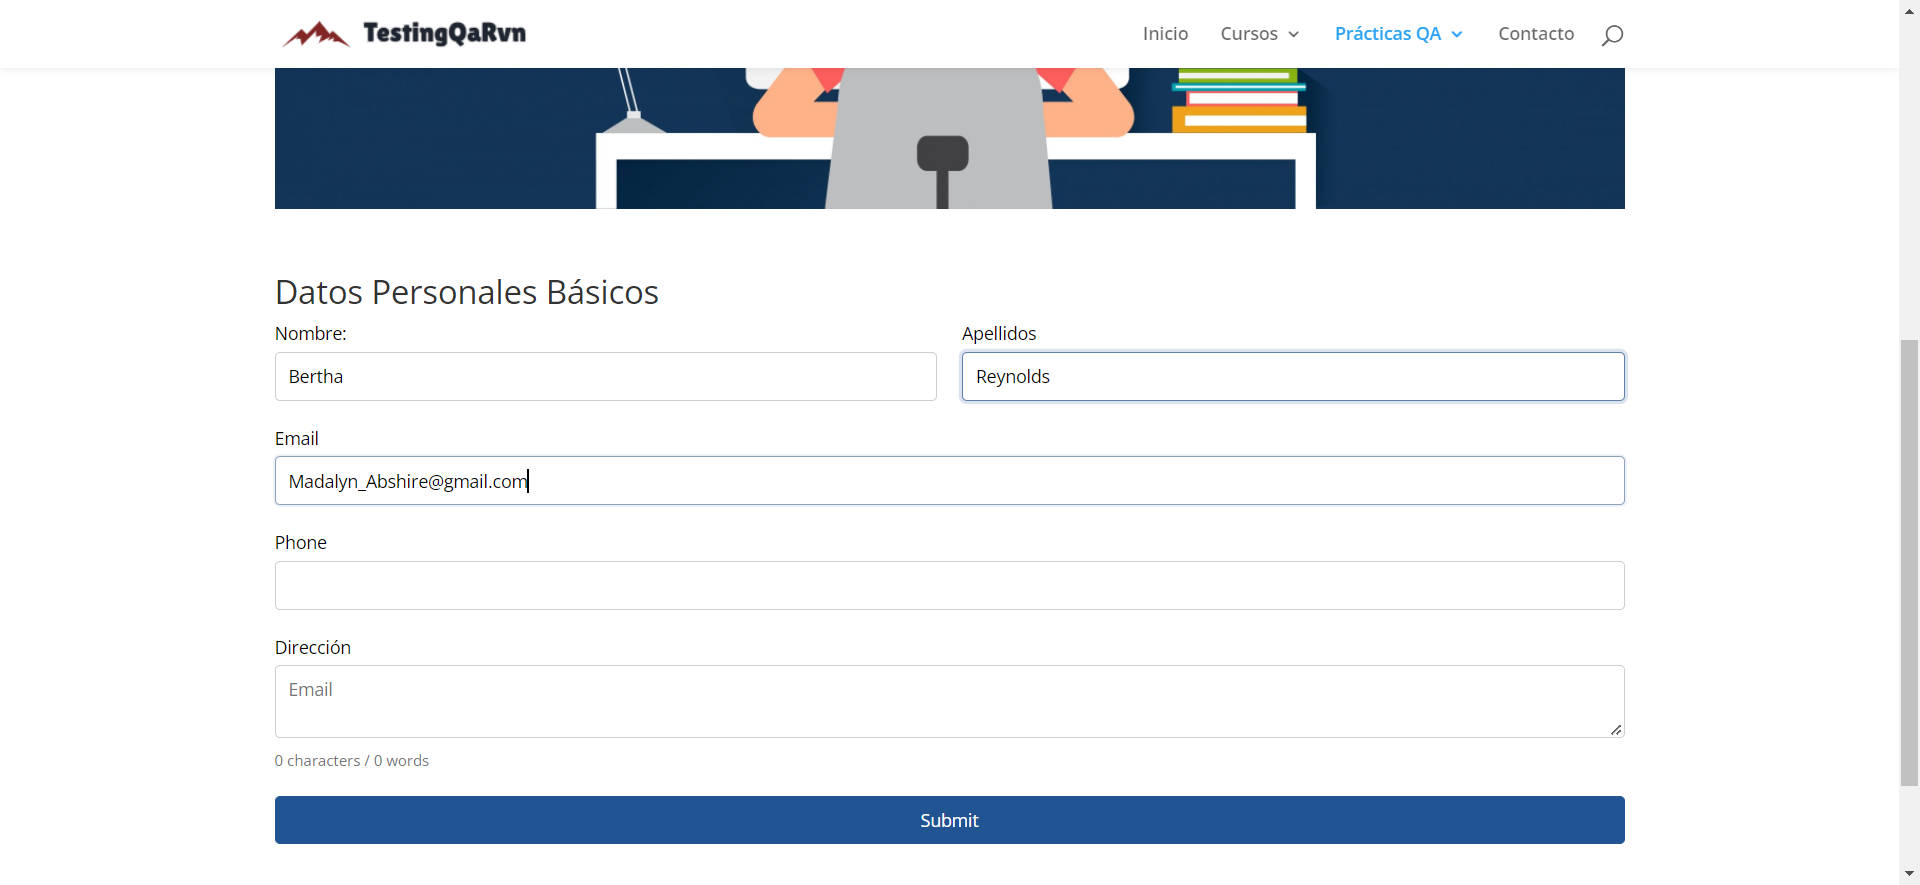 TestingQaRvn
Inicio Cursos Prácticas QA Contacto
Datos Personales Básicos
Nombre: Apellidos
Bertha Reynolds
Email
Madalyn_Abshire@gmail.com
Phone
Dirección
Email
0 characters / 0 words
Submit